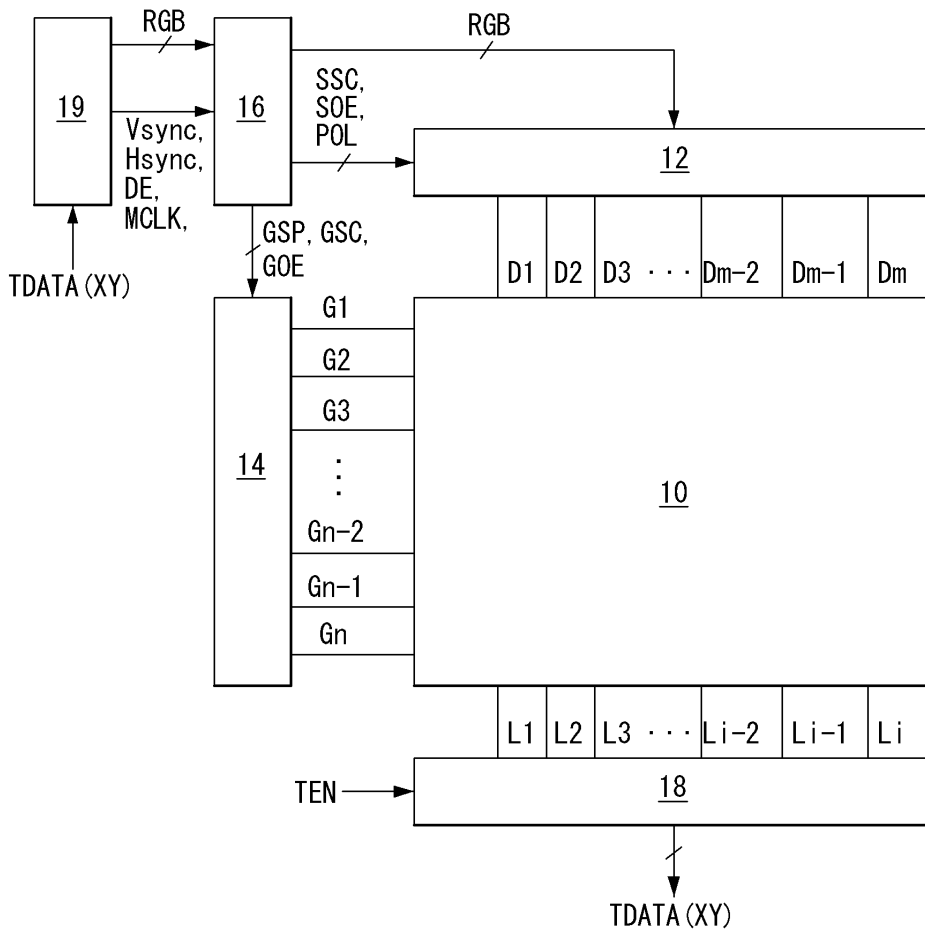 RGB
RGB
19
16
SSC,
SOE,
POL
Vsync,
Hsync,
DE,
MCLK,
12
TDATA(XY)
GSP, GSC,
GOE
D1 D2 D3 ··· Dm-2 Dm-1 Dm
G1
G2
G3
14
⋮
10
Gn-2
Gn-1
Gn
L1 L2 L3 ··· Li-2 Li-1 Li
TEN
18
TDATA(XY)